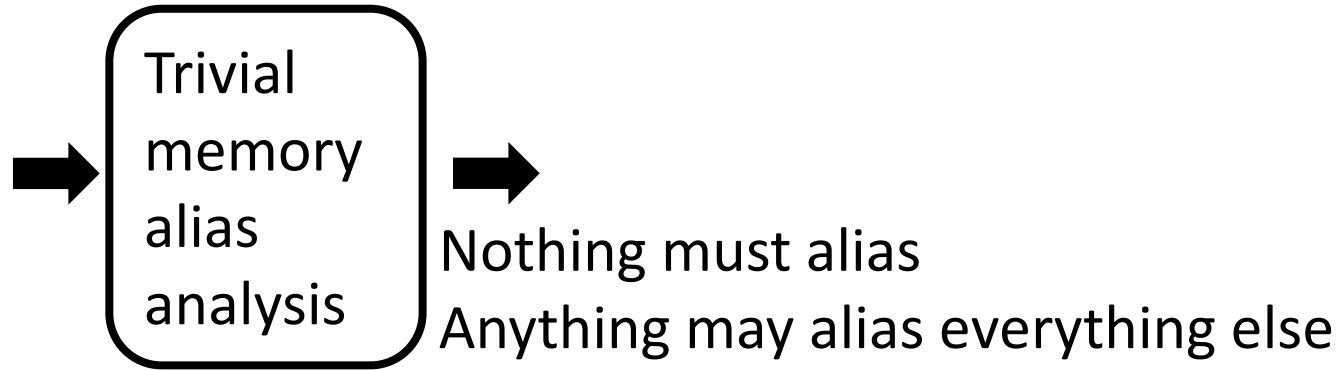 Trivial
memory
alias
analysis
Nothing must alias
Anything may alias everything else